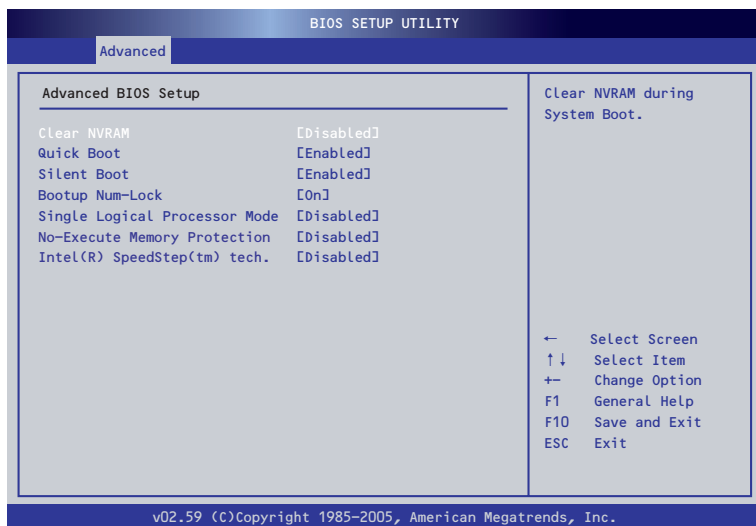 BIOS SETUP UTILITY
Advanced
Advanced BIOS Setup
Clear NVRAM [Disabled]
Quick Boot [Enabled]
Silent Boot [Enabled]
Bootup Num-Lock [On]
Single Logical Processor Mode [Disabled]
No-Execute Memory Protection [Disabled]
Intel(R) SpeedStep(tm) tech. [Disabled]
Clear NVRAM during
System Boot.
← Select Screen
↑↓ Select Item
+- Change Option
F1 General Help
F10 Save and Exit
ESC Exit
v02.59 (C)Copyright 1985-2005, American Megatrends, Inc.